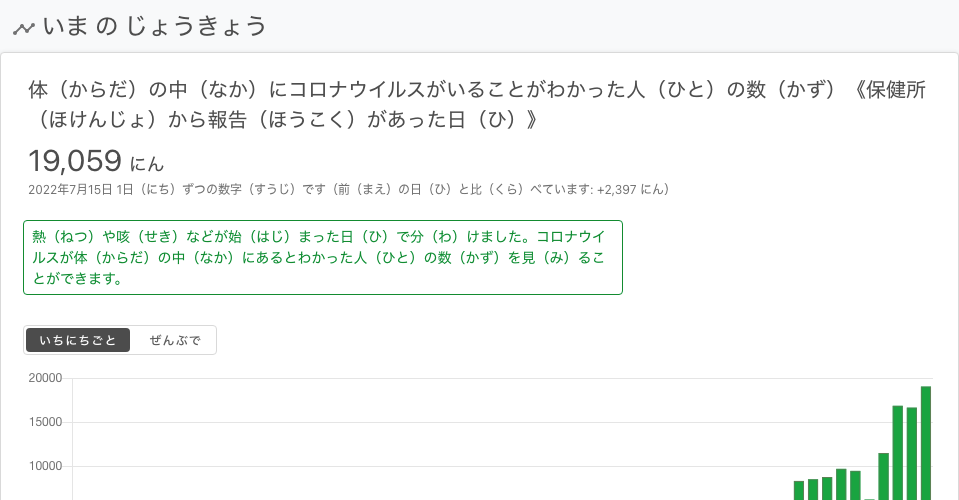 いま の じょうきょう
体（からだ）の中（なか）にコロナウイルスがいることがわかった人（ひと）の数（かず）《保健所
（ほけんじょ）から報告（ほうこく）があった日（ひ）》
19,059 にん
2022年7月15日 1日（にち）ずつの数字（すうじ）です（前（まえ）の日（ひ）と比（くら）べています: +2,397 にん）
熱（ねつ）や咳（せき）などが始（はじ）まった日（ひ）で分（わ）けました。コロナウイ
ルスが体（からだ）の中（なか）にあるとわかった人（ひと）の数（かず）を見（み）るこ
とができます。
いちにちごと ぜんぶで
20000
15000
10000